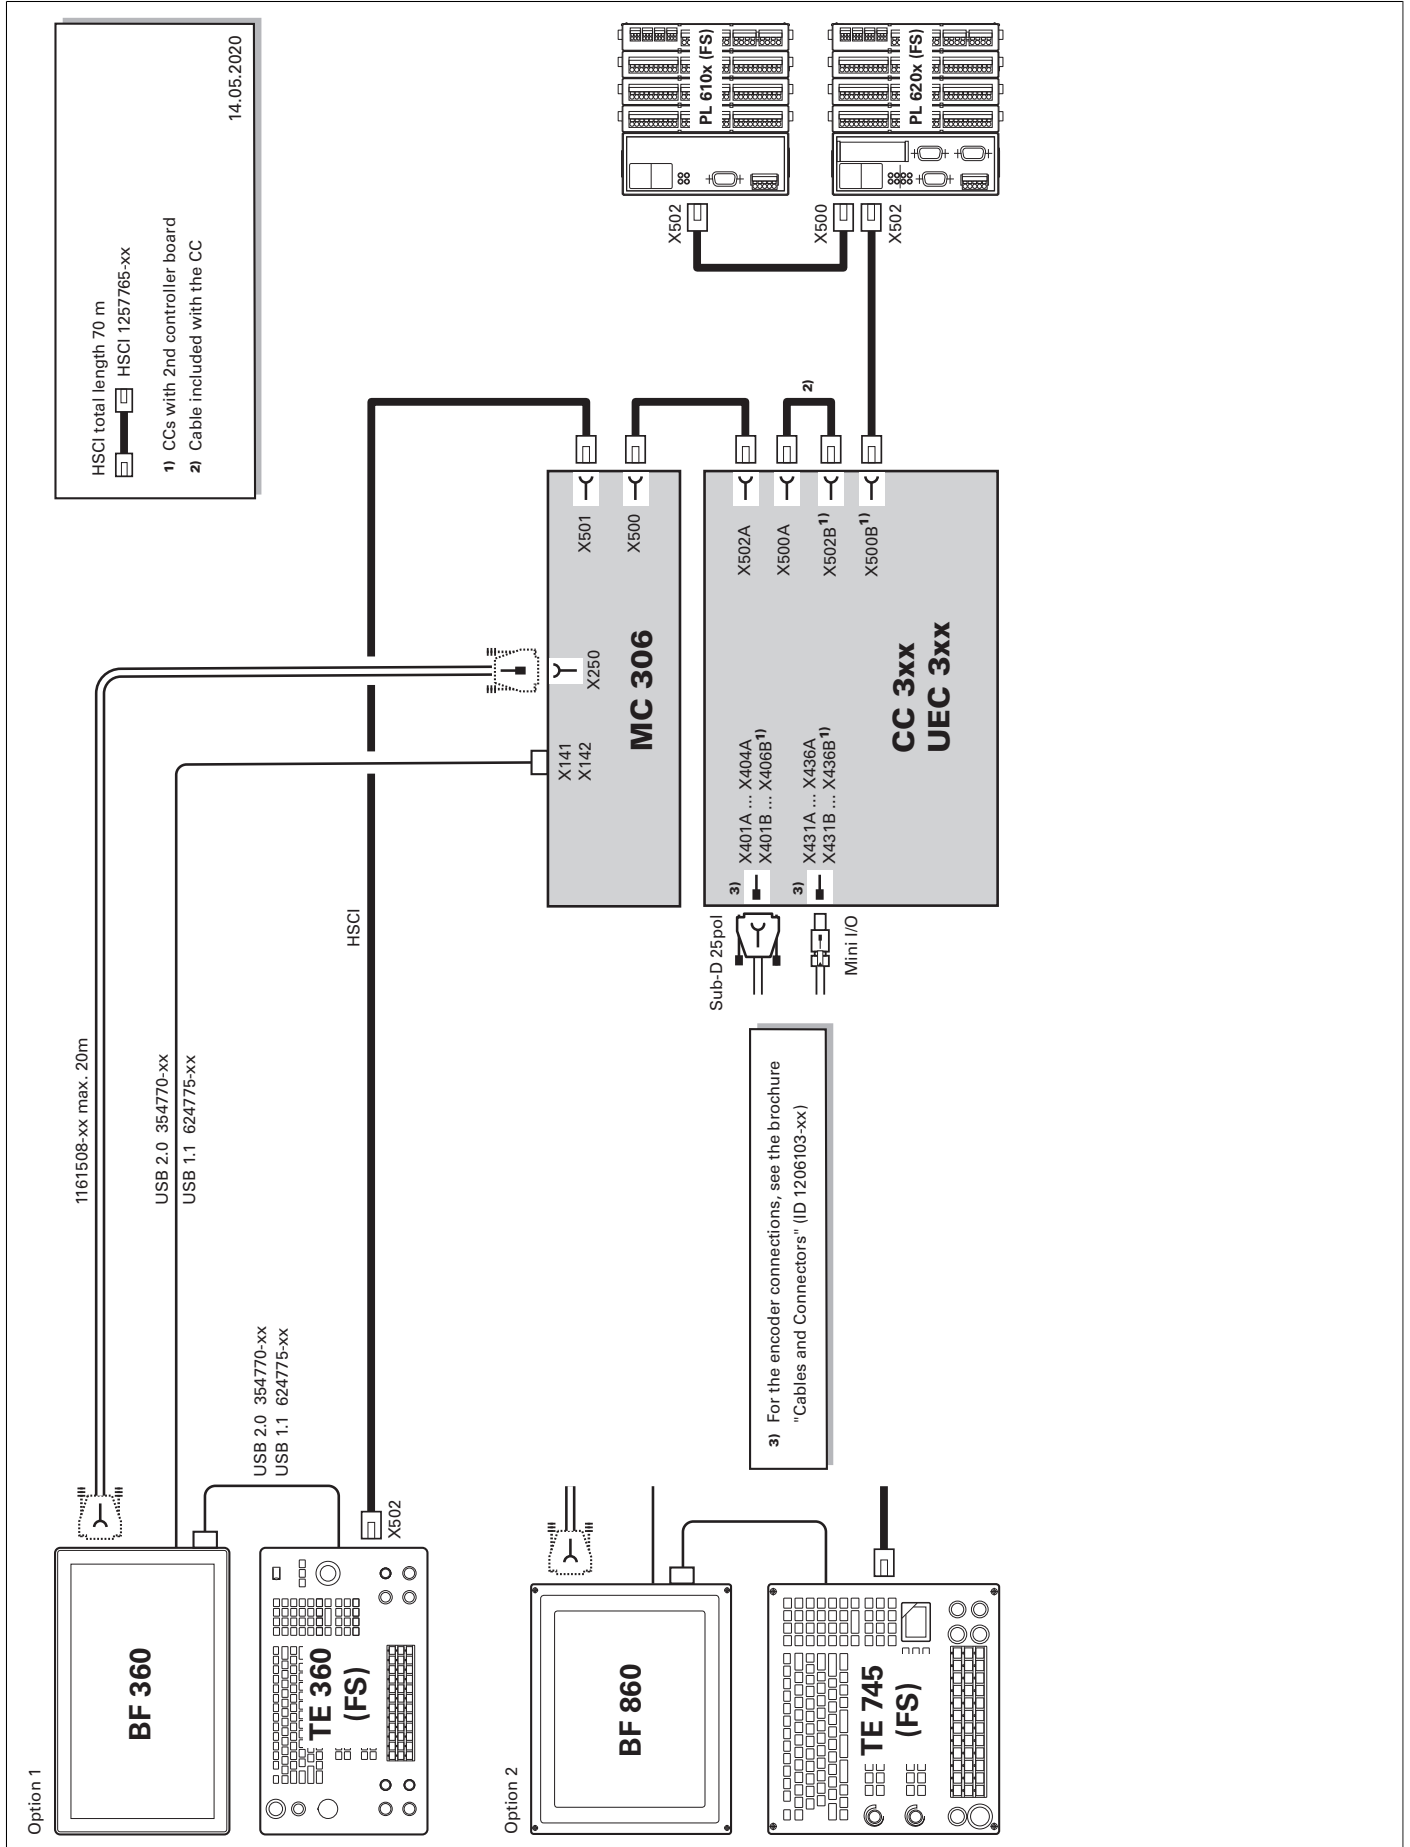 Option 1
BF 360
TE 360
(FS)
X502
USB 2.0 354770-xx
USB 1.1 624775-xx
1161508-xx max. 20m
USB 2.0 354770-xx
USB 1.1 624775-xx
HSCI
HSCI total length 70 m
HSCI 1257765-xx
1) CCs with 2nd controller board
2) Cable included with the CC
14.05.2020
X141
X142
X250
MC 306
X501
X500
Option 2
BF 860
TE 745
(FS)
3) For the encoder connections, see the brochure
"Cables and Connectors" (ID 1206103-xx)
Sub-D 25pol
Mini I/O
3)
X401A ... X404A
X401B ... X406B1)
3)
X431A ... X436A
X431B ... X436B1)
CC 3xx
UEC 3xx
X502A
X500A
X502B1)
X500B1)
2)
X502
PL 610x (FS)
X500
X502
PL 620x (FS)